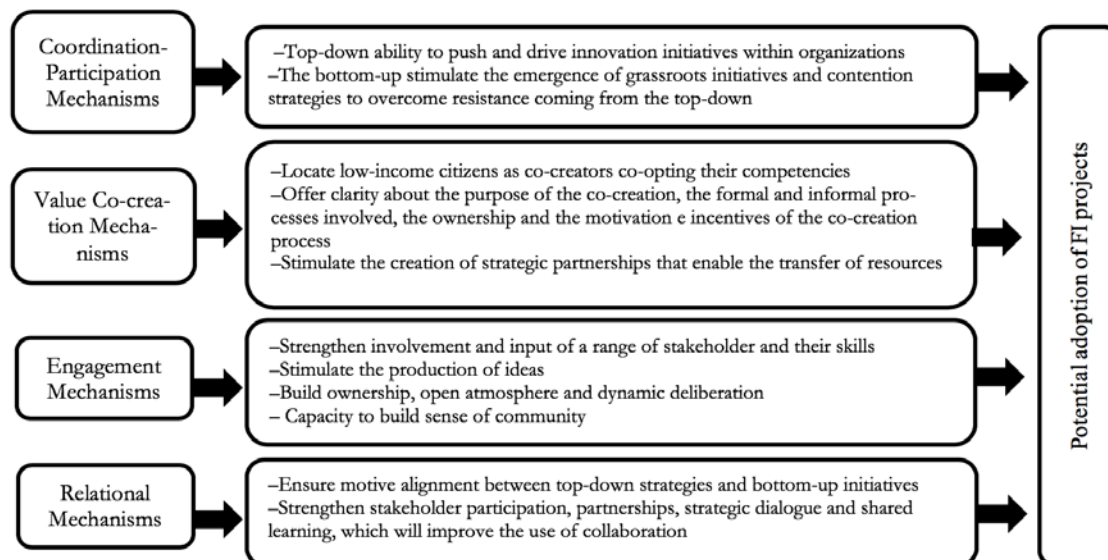 Coordination-
Participation
Mechanisms
–Top-down ability to push and drive innovation initiatives within organizations
–The bottom-up stimulate the emergence of grassroots initiatives and contention
strategies to overcome resistance coming from the top-down
Value Co-crea-
tion Mecha-
nisms
–Locate low-income citizens as co-creators co-opting their competencies
–Offer clarity about the purpose of the co-creation, the formal and informal pro-
cesses involved, the ownership and the motivation e incentives of the co-creation
process
–Stimulate the creation of strategic partnerships that enable the transfer of resources
Engagement
Mechanisms
–Strengthen involvement and input of a range of stakeholder and their skills
–Stimulate the production of ideas
–Build ownership, open atmosphere and dynamic deliberation
– Capacity to build sense of community
Relational
Mechanisms
–Ensure motive alignment between top-down strategies and bottom-up initiatives
–Strengthen stakeholder participation, partnerships, strategic dialogue and shared
learning, which will improve the use of collaboration
Potential adoption of FI projects